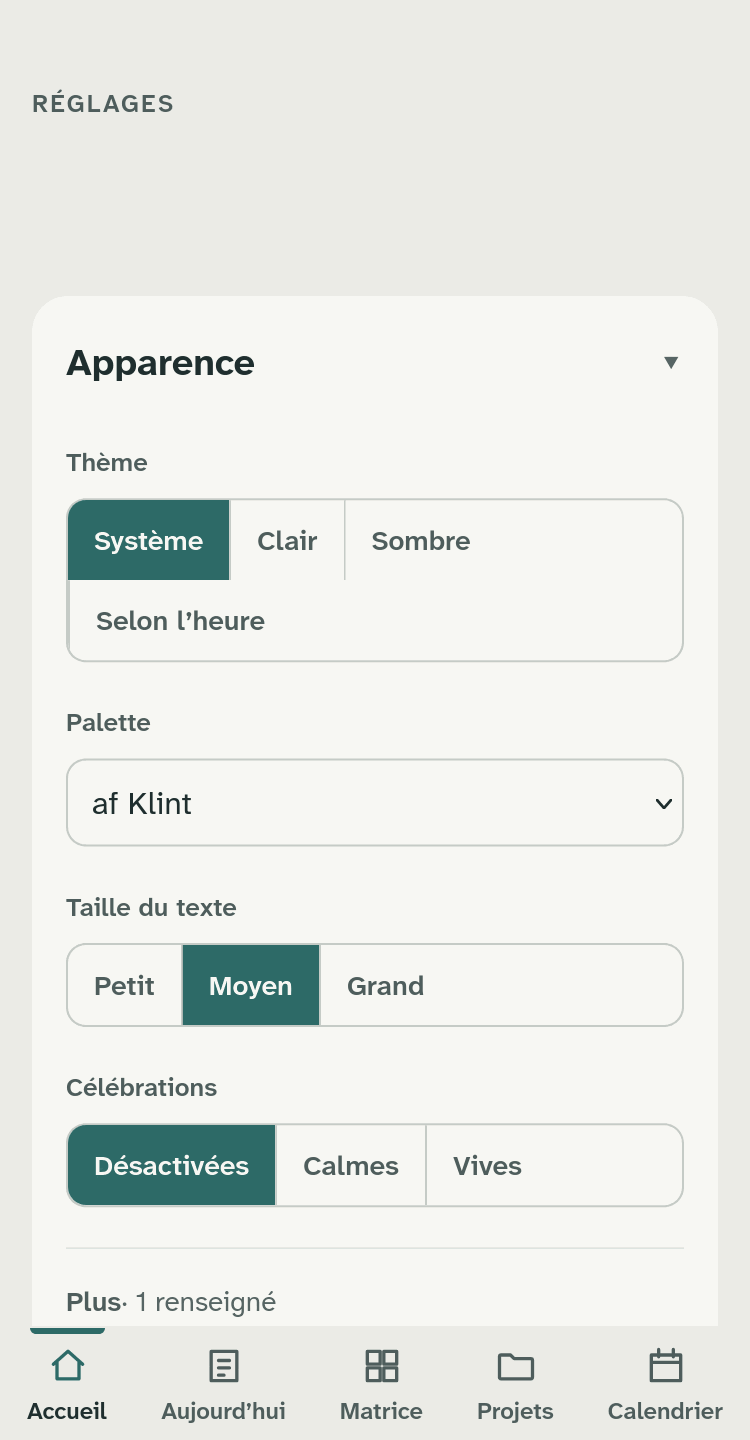 RÉGLAGES
Apparence
Thème
Système Clair Sombre
Selon l’heure
Palette
af Klint
Taille du texte
Petit Moyen Grand
Célébrations
Désactivées Calmes Vives
Plus· 1 renseigné
Accueil Aujourd’hui Matrice Projets Calendrier